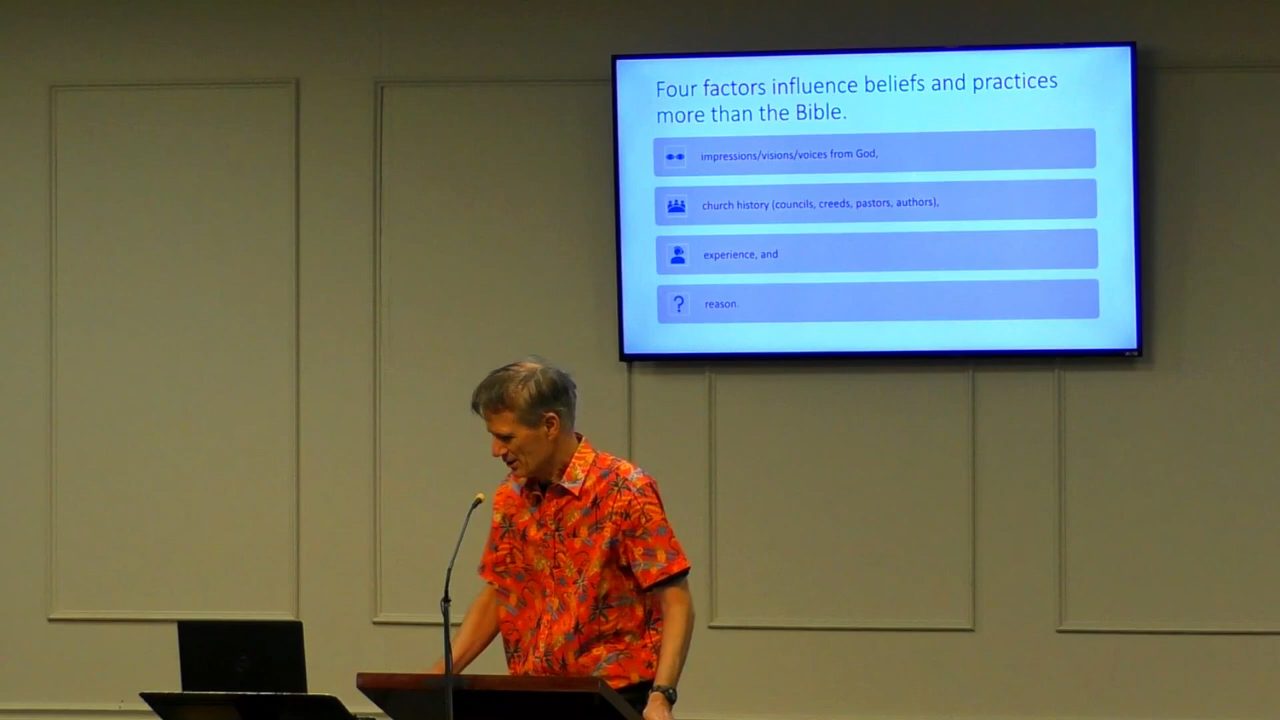 Four factors influence beliefs and practices
more than the Bible.
impressions/visions/voices from God,
church history (councils, creeds, pastors, authors),
experience, and
reason.